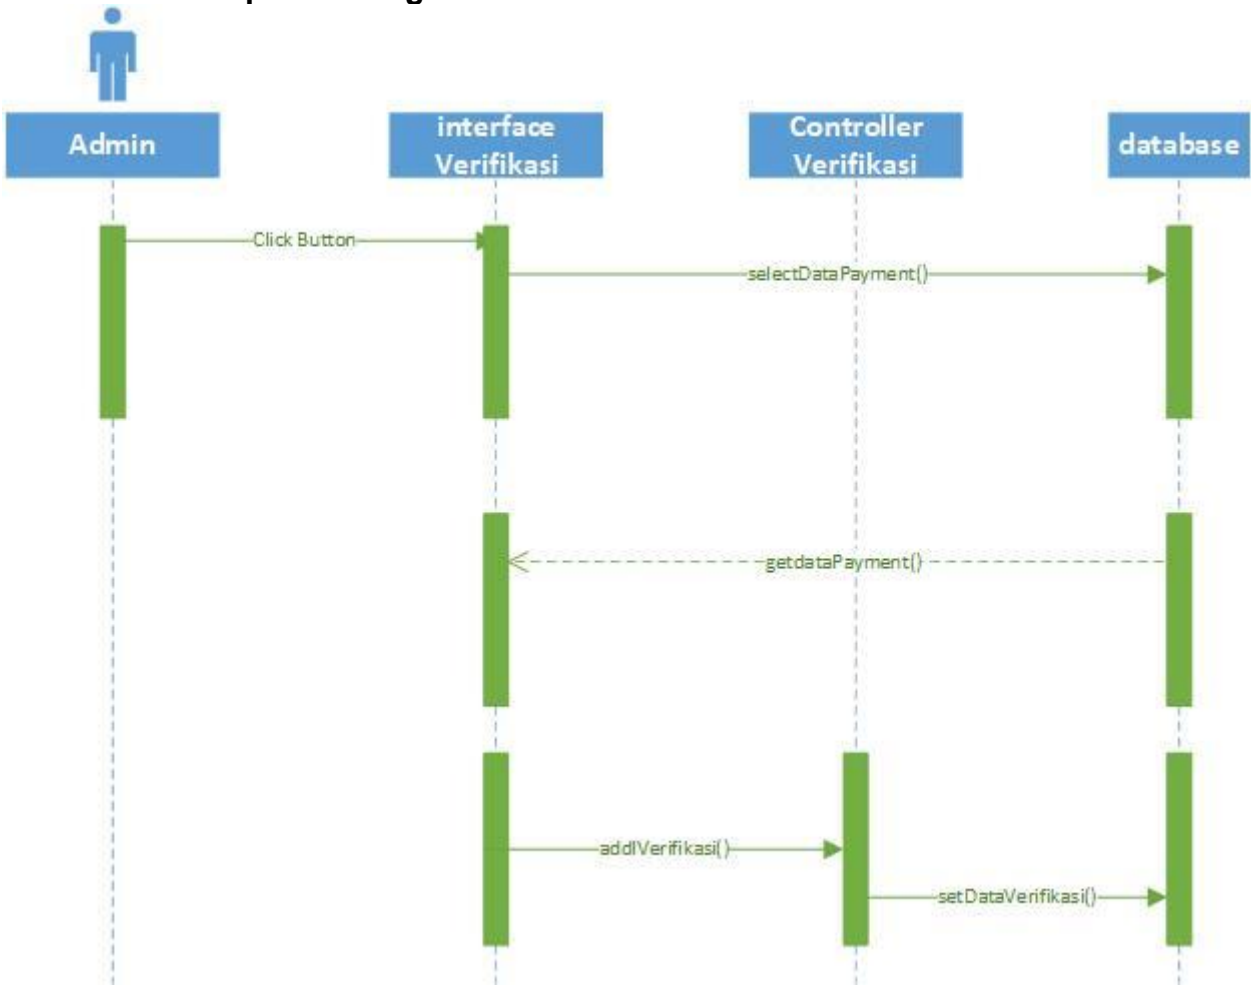 Admin
interface
Verifikasi
Controller
Verifikasi
database
Click Button
selectDataPayment()
getdataPayment()
addIVerifikasi()
setDataVerifikasi()